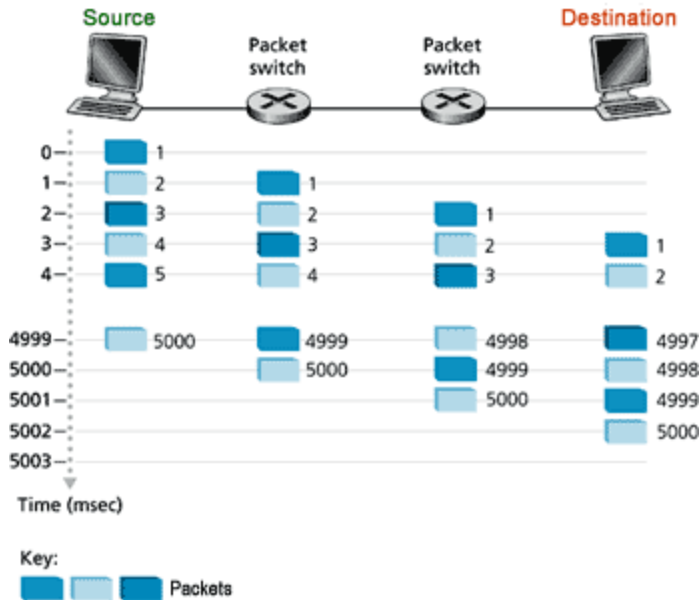 Source
Destination
Packet switch
Packet switch
0 1
1 2 1
2 3 2 1
3 4 3 2 1
4 5 4 3 2
4999 5000 4999 4998 4997
5000 5000 4999 4998
5001 5000 4999
5002 5000
5003
Time (msec)
Key:
Packets